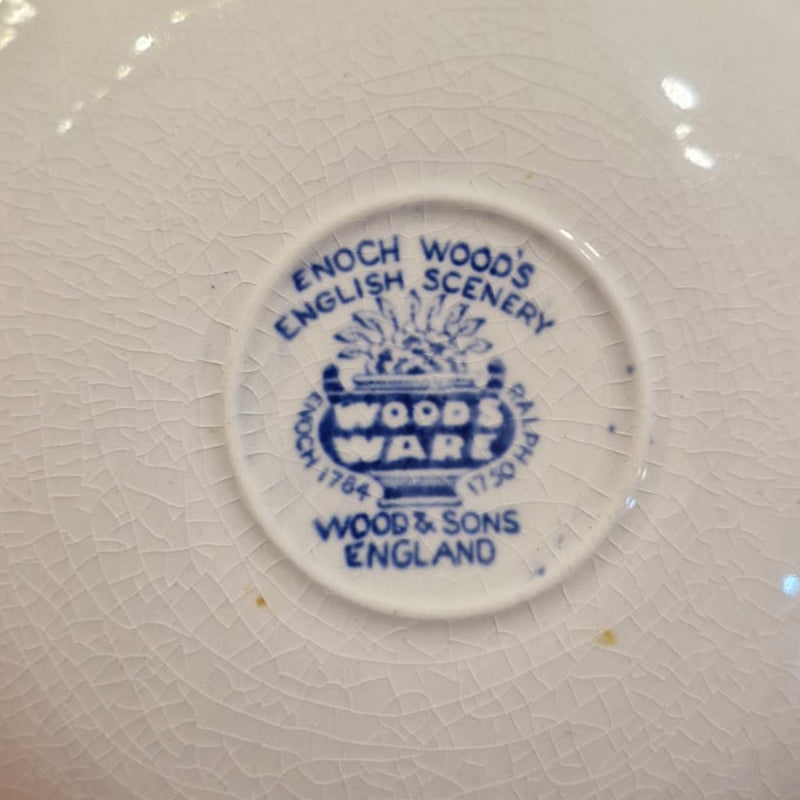 ENOCH WOOD'S
ENGLISH SCENERY
WOODS
WARE
ENOCH 1784
RALPH 1750
WOOD & SONS
ENGLAND